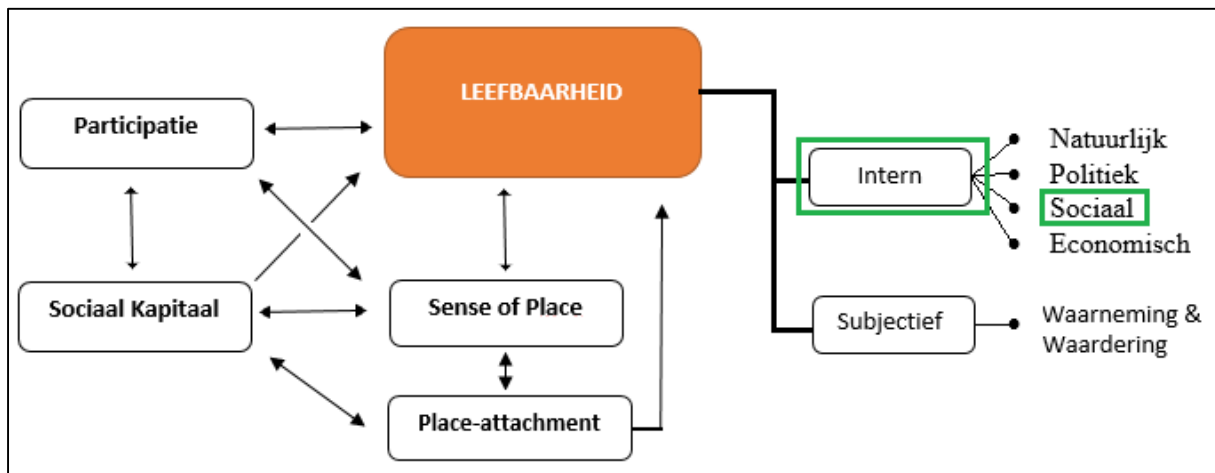 LEEFBAARHEID
Participatie
Sociaal Kapitaal
Sense of Place
Place-attachment
Intern
Natuurlijk
Politiek
Sociaal
Economisch
Subjectief
Waarneming &
Waardering